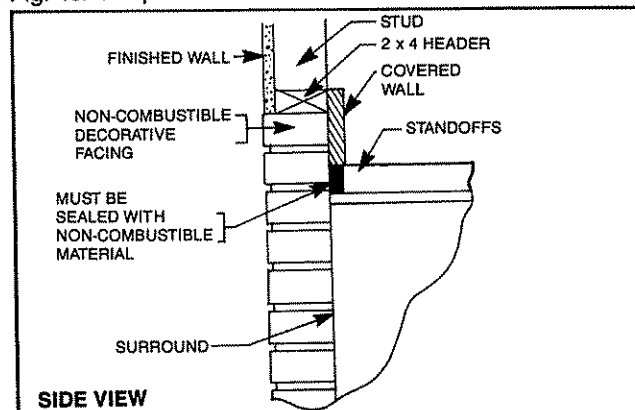 STUD
2 x 4 HEADER
FINISHED WALL
COVERED
WALL
NON-COMBUSTIBLE
DECORATIVE
FACING
STANDOFFS
MUST BE
SEALED WITH
NON-COMBUSTIBLE
MATERIAL
SURROUND
SIDE VIEW